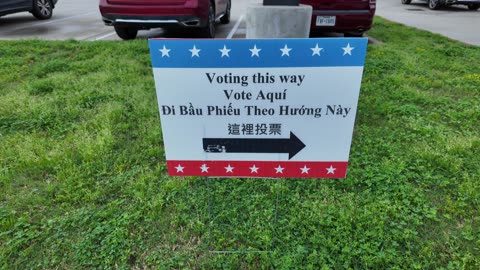 Voting this way
Vote Aquí
Đi Bầu Phiếu Theo Hướng Này
這裡投票